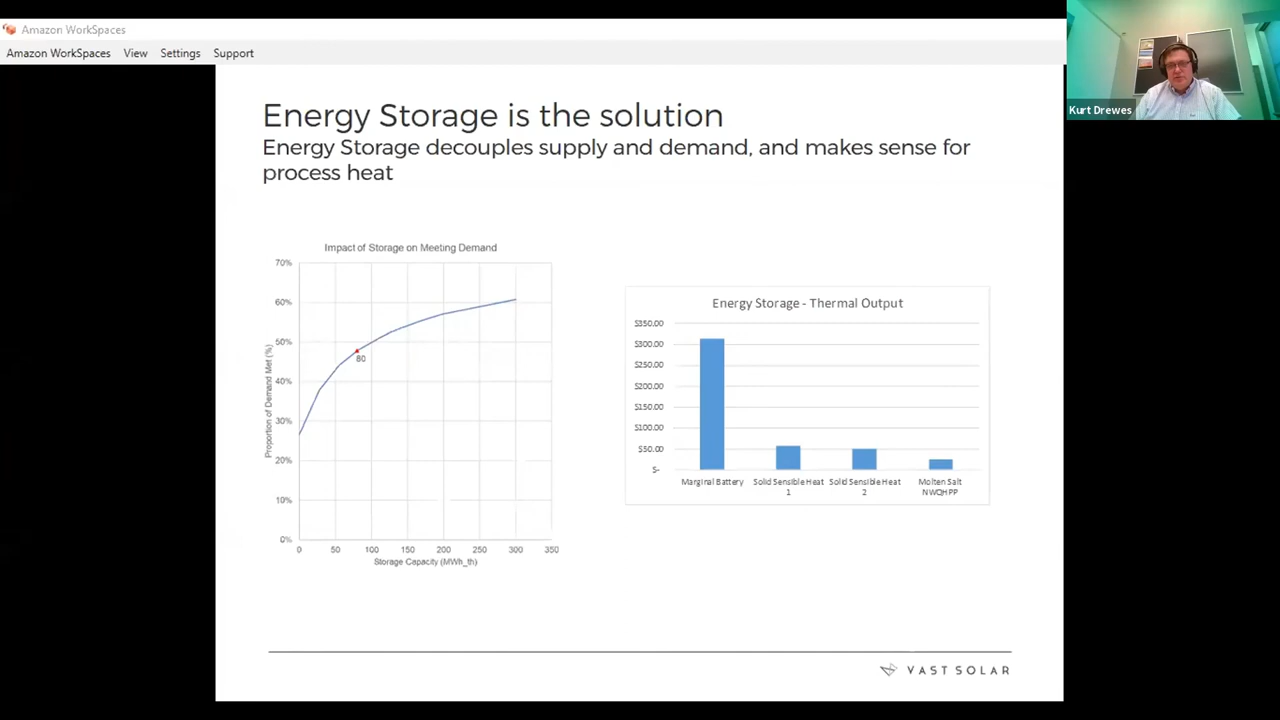 Amazon WorkSpaces
Amazon WorkSpaces View Settings Support
Kurt Drewes
Energy Storage is the solution
Energy Storage decouples supply and demand, and makes sense for
process heat
Impact of Storage on Meeting Demand
70%
60%
50%
40%
30%
20%
10%
0%
Proportion of Demand Met (%)
80
0 50 100 150 200 250 300 350
Storage Capacity (MWh_th)
Energy Storage - Thermal Output
$350.00
$300.00
$250.00
$200.00
$150.00
$100.00
$50.00
$-
Marginal Battery Solid Sensible Heat 1 Solid Sensible Heat 2 Molten Salt NWQHPP
VAST SOLAR